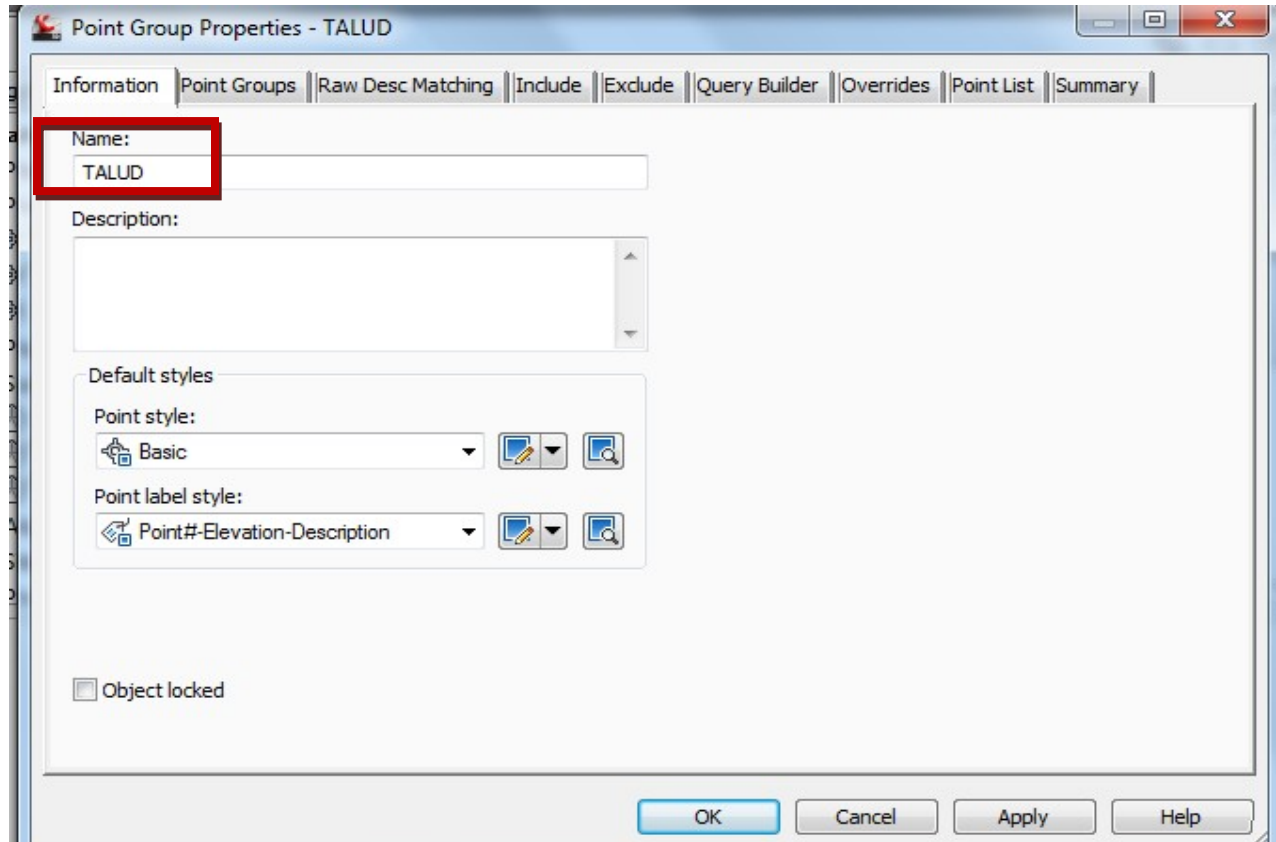 Point Group Properties - TALUD
Information Point Groups Raw Desc Matching Include Exclude Query Builder Overrides Point List Summary
Name:
TALUD
Description:
Default styles
Point style:
Basic
Point label style:
Point#-Elevation-Description
Object locked
OK Cancel Apply Help